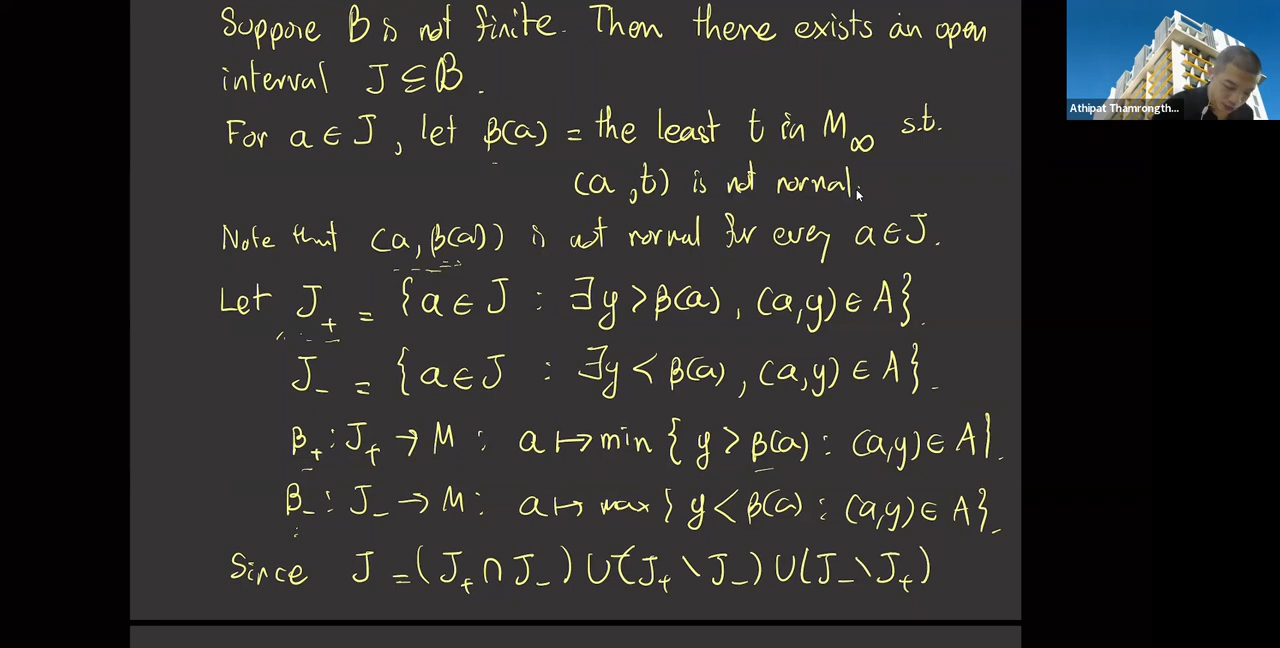 Suppose B is not finite. Then there exists an open
interval J ⊆ B.
For a ∈ J, let β(a) = the least t in M∞ s.t.
(a, t) is not normal.
Note that (a, β(a)) is not normal for every a ∈ J.
Let J₊ = {a ∈ J : ∃y > β(a), (a,y) ∈ A}.
J₋ = {a ∈ J : ∃y < β(a), (a,y) ∈ A}.
β₊ : J₊ → M : a ↦ min { y > β(a) : (a,y) ∈ A}.
β₋ : J₋ → M : a ↦ max { y < β(a) : (a,y) ∈ A}.
Since J = (J₊ ∩ J₋) ∪ (J₊ \ J₋) ∪ (J₋ \ J₊)
Athipat Thamrongth...